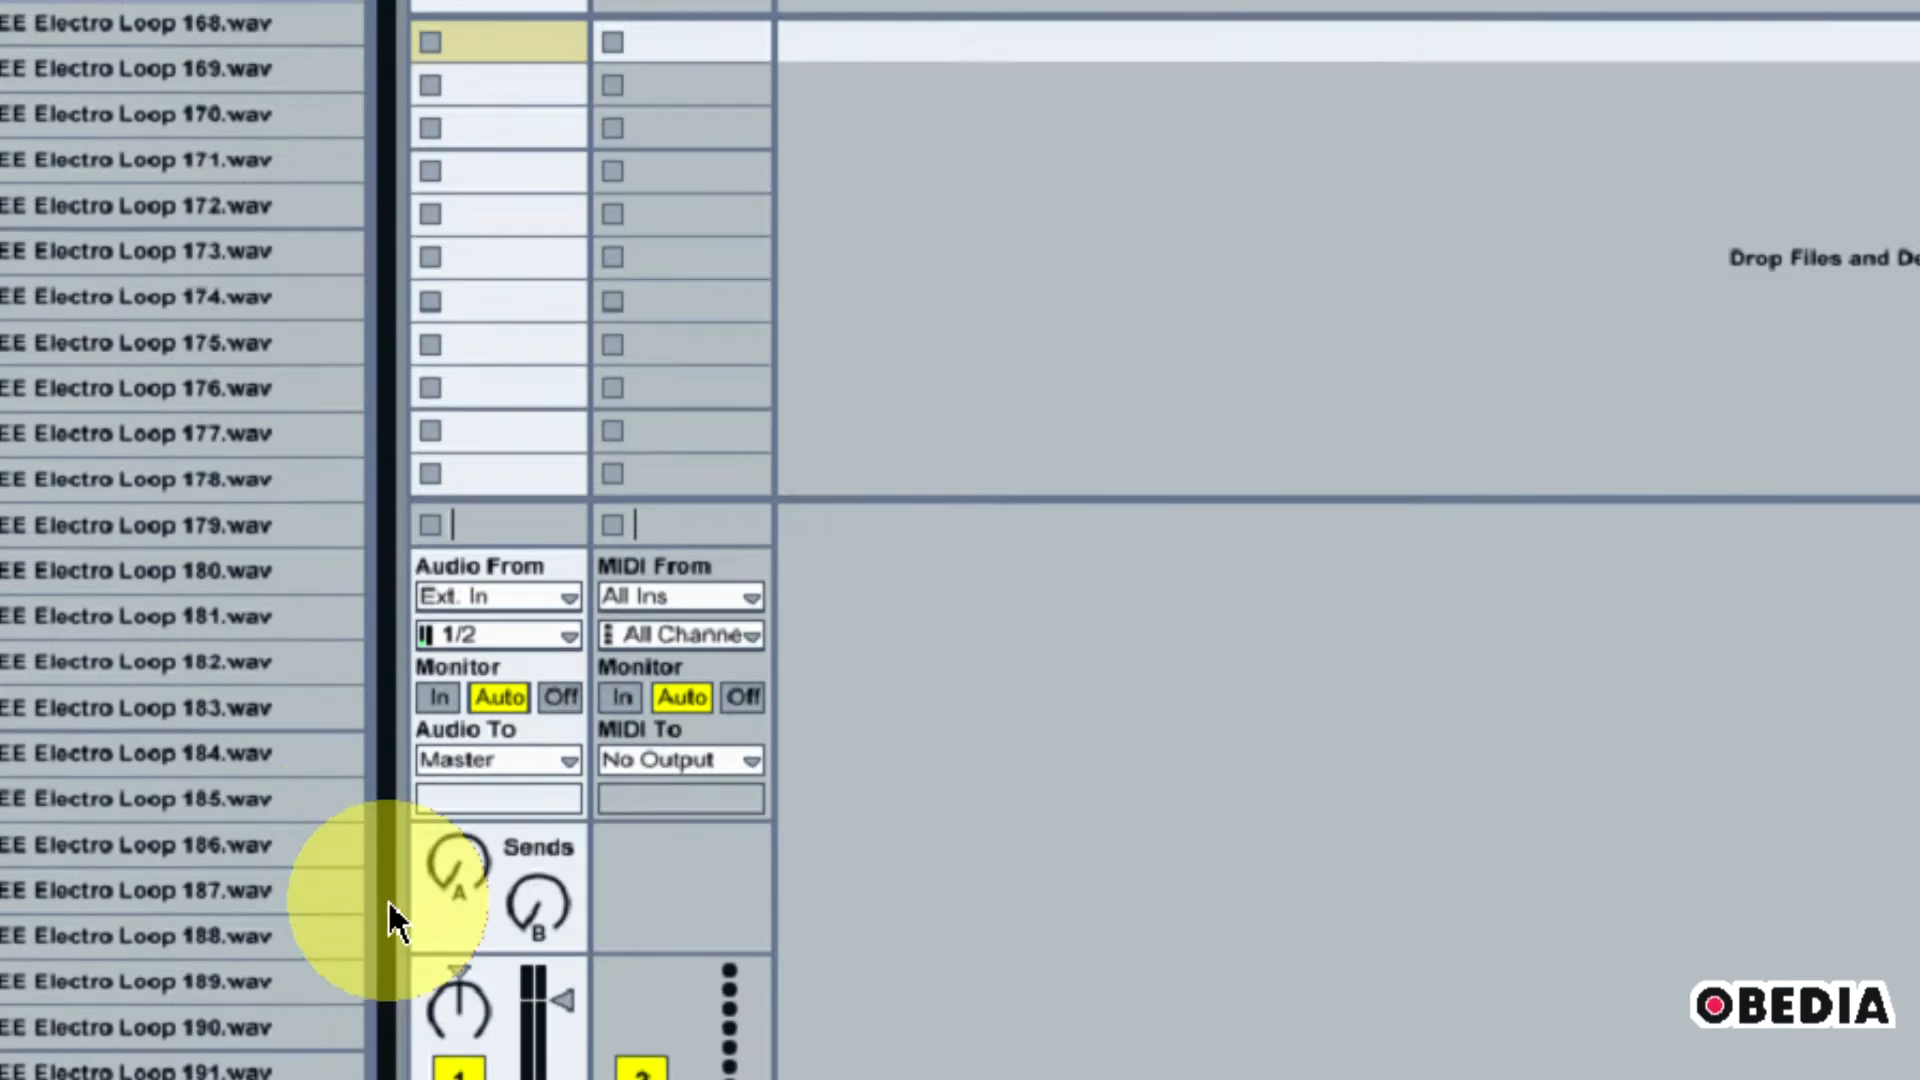 EE Electro Loop 168.wav
EE Electro Loop 169.wav
EE Electro Loop 170.wav
EE Electro Loop 171.wav
EE Electro Loop 172.wav
EE Electro Loop 173.wav
EE Electro Loop 174.wav
EE Electro Loop 175.wav
EE Electro Loop 176.wav
EE Electro Loop 177.wav
EE Electro Loop 178.wav
EE Electro Loop 179.wav
EE Electro Loop 180.wav
EE Electro Loop 181.wav
EE Electro Loop 182.wav
EE Electro Loop 183.wav
EE Electro Loop 184.wav
EE Electro Loop 185.wav
EE Electro Loop 186.wav
EE Electro Loop 187.wav
EE Electro Loop 188.wav
EE Electro Loop 189.wav
EE Electro Loop 190.wav
EE Electro Loop 191.wav
Audio From
Ext. In
1/2
Monitor
In Auto Off
Audio To
Master
Sends
A
B
1
MIDI From
All Ins
All Channe
Monitor
In Auto Off
MIDI To
No Output
2
Drop Files and De
OBEDIA